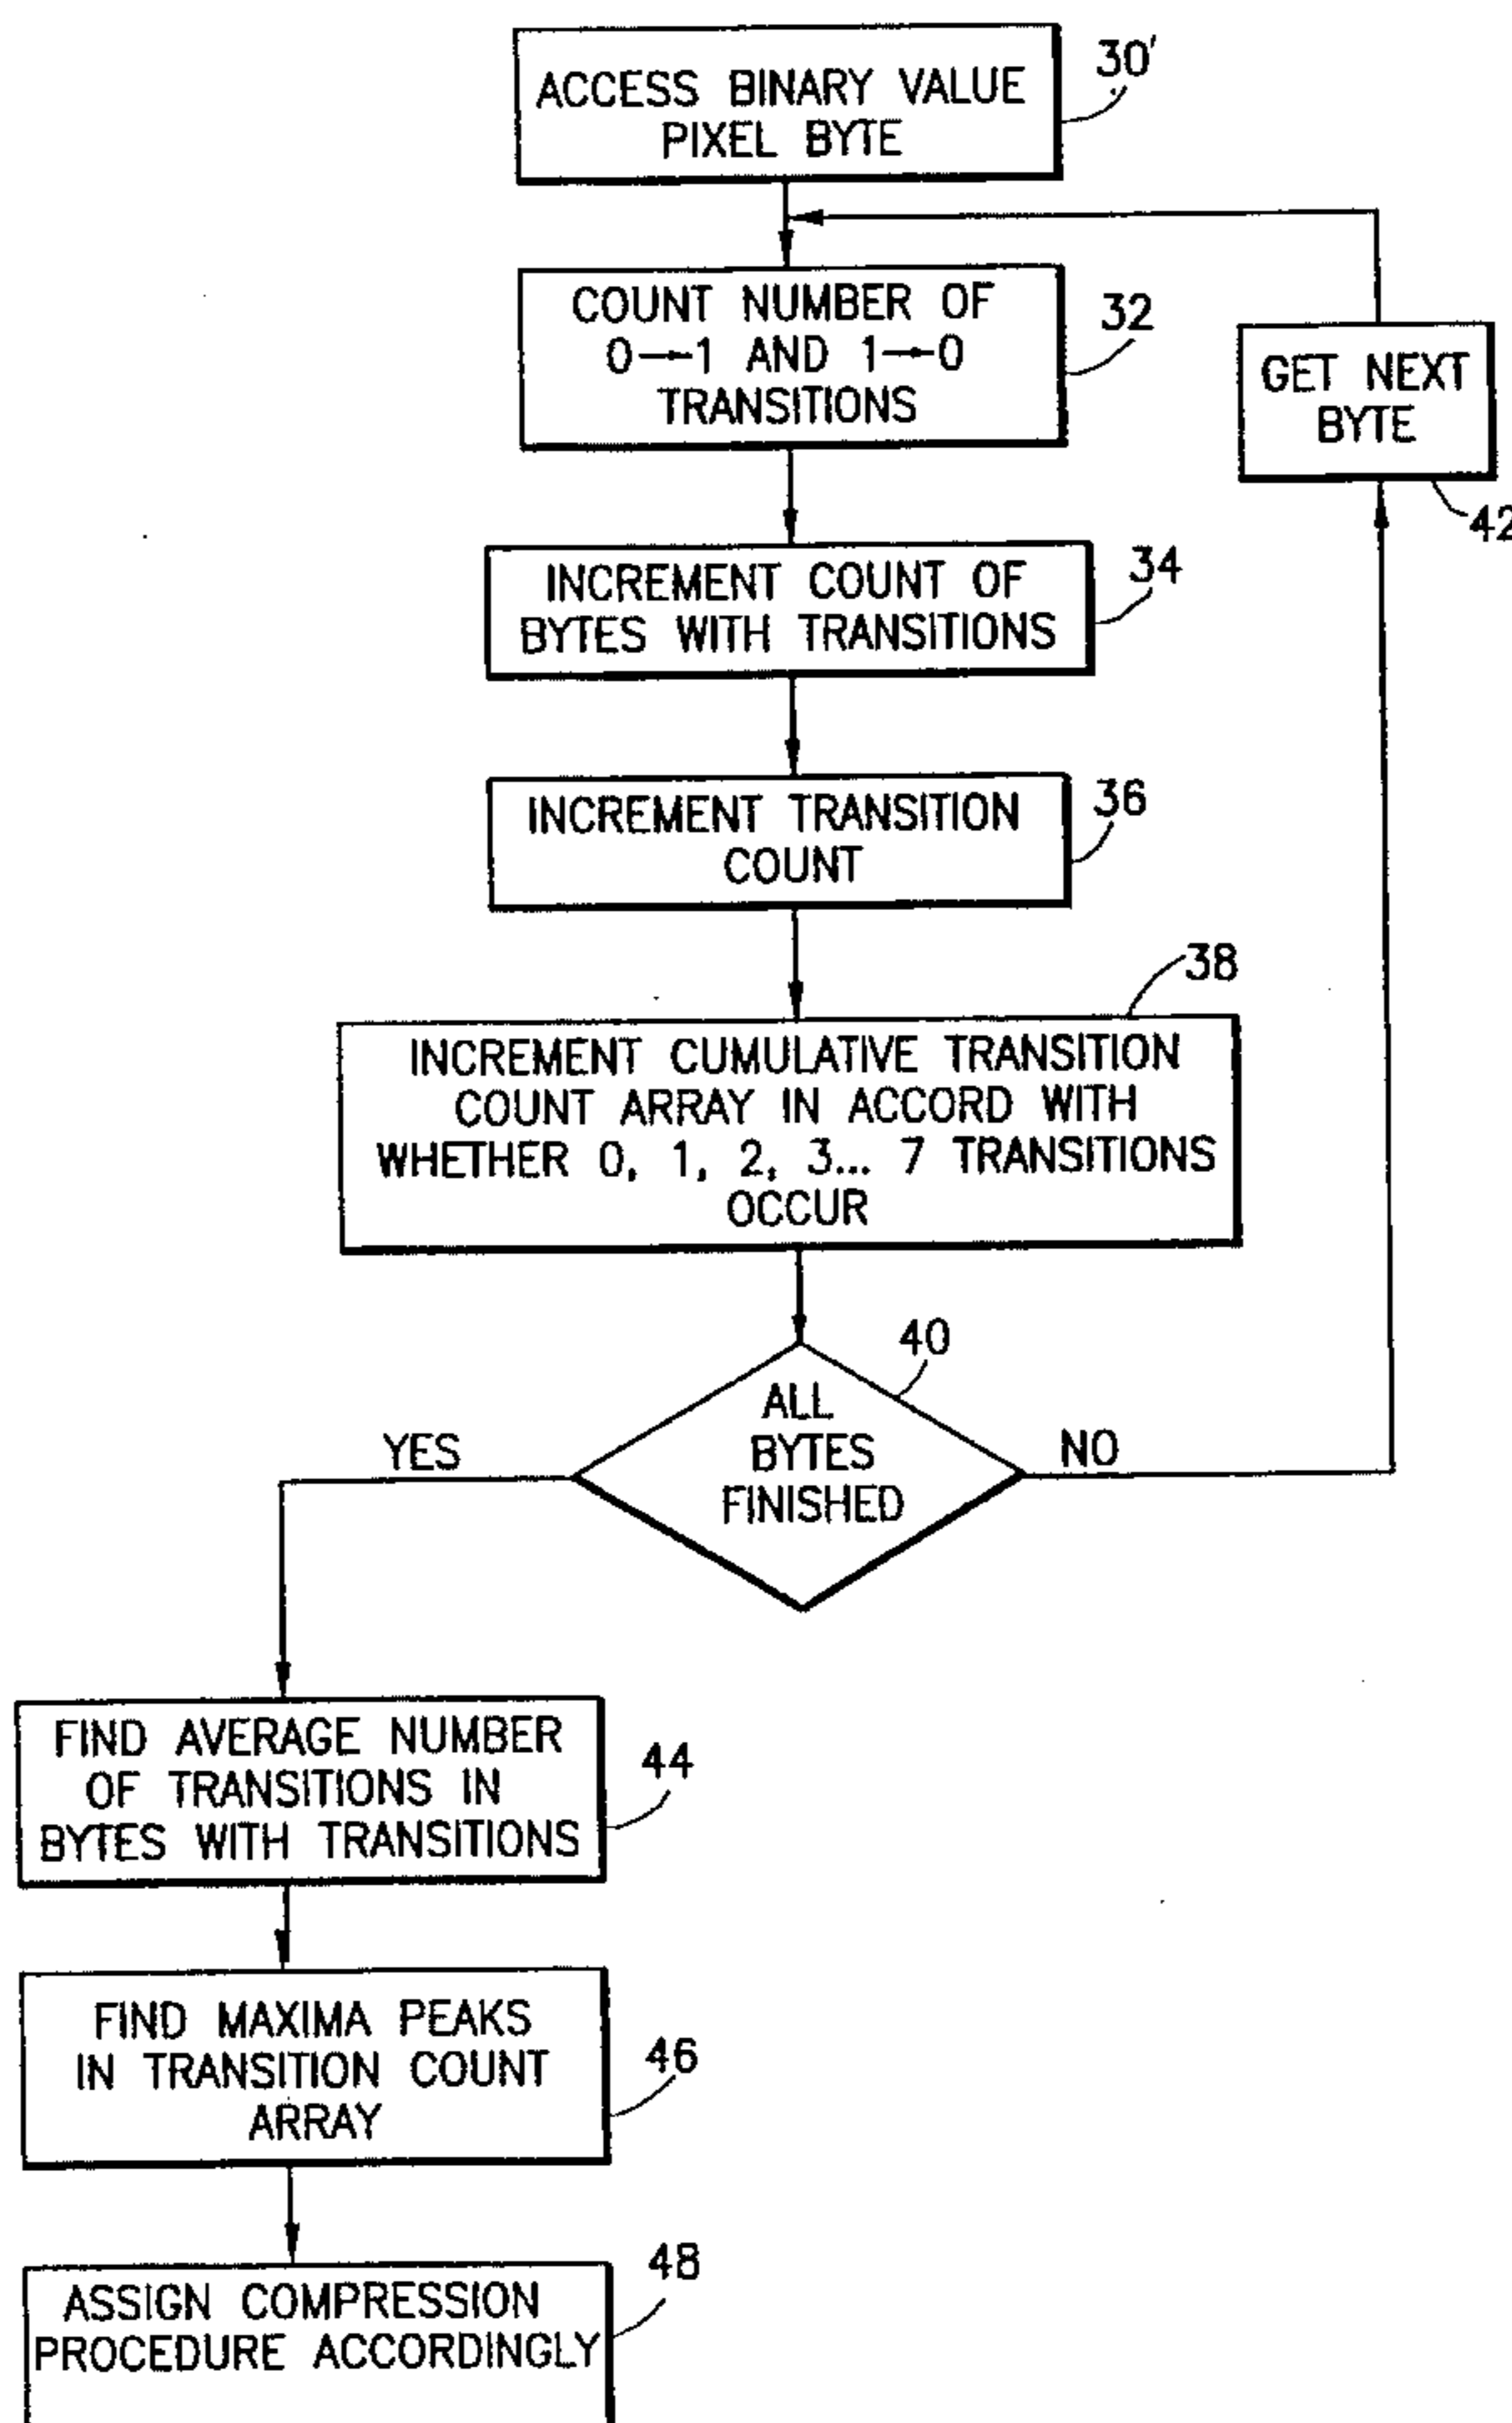 ACCESS BINARY VALUE
PIXEL BYTE
30'
COUNT NUMBER OF
0→1 AND 1→0
TRANSITIONS
32
GET NEXT
BYTE
42
INCREMENT COUNT OF
BYTES WITH TRANSITIONS
34
INCREMENT TRANSITION
COUNT
36
38
INCREMENT CUMULATIVE TRANSITION
COUNT ARRAY IN ACCORD WITH
WHETHER 0, 1, 2, 3... 7 TRANSITIONS
OCCUR
40
ALL
BYTES
FINISHED
YES
NO
FIND AVERAGE NUMBER
OF TRANSITIONS IN
BYTES WITH TRANSITIONS
44
FIND MAXIMA PEAKS
IN TRANSITION COUNT
ARRAY
46
ASSIGN COMPRESSION
PROCEDURE ACCORDINGLY
48